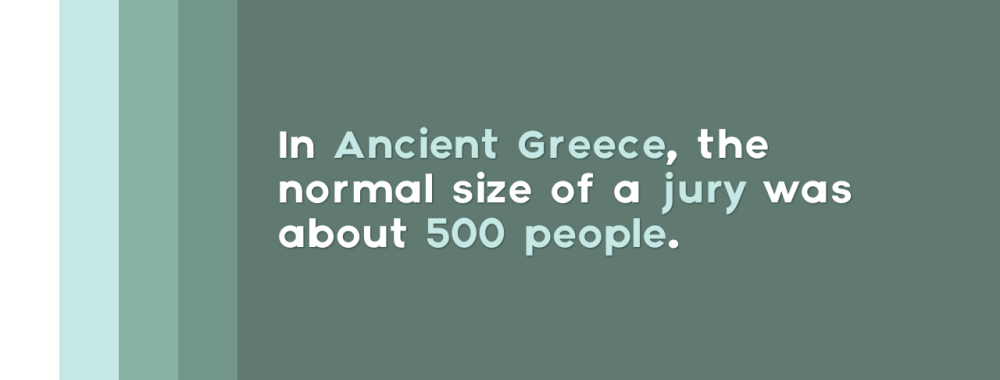 In Ancient Greece, the
normal size of a jury was
about 500 people.